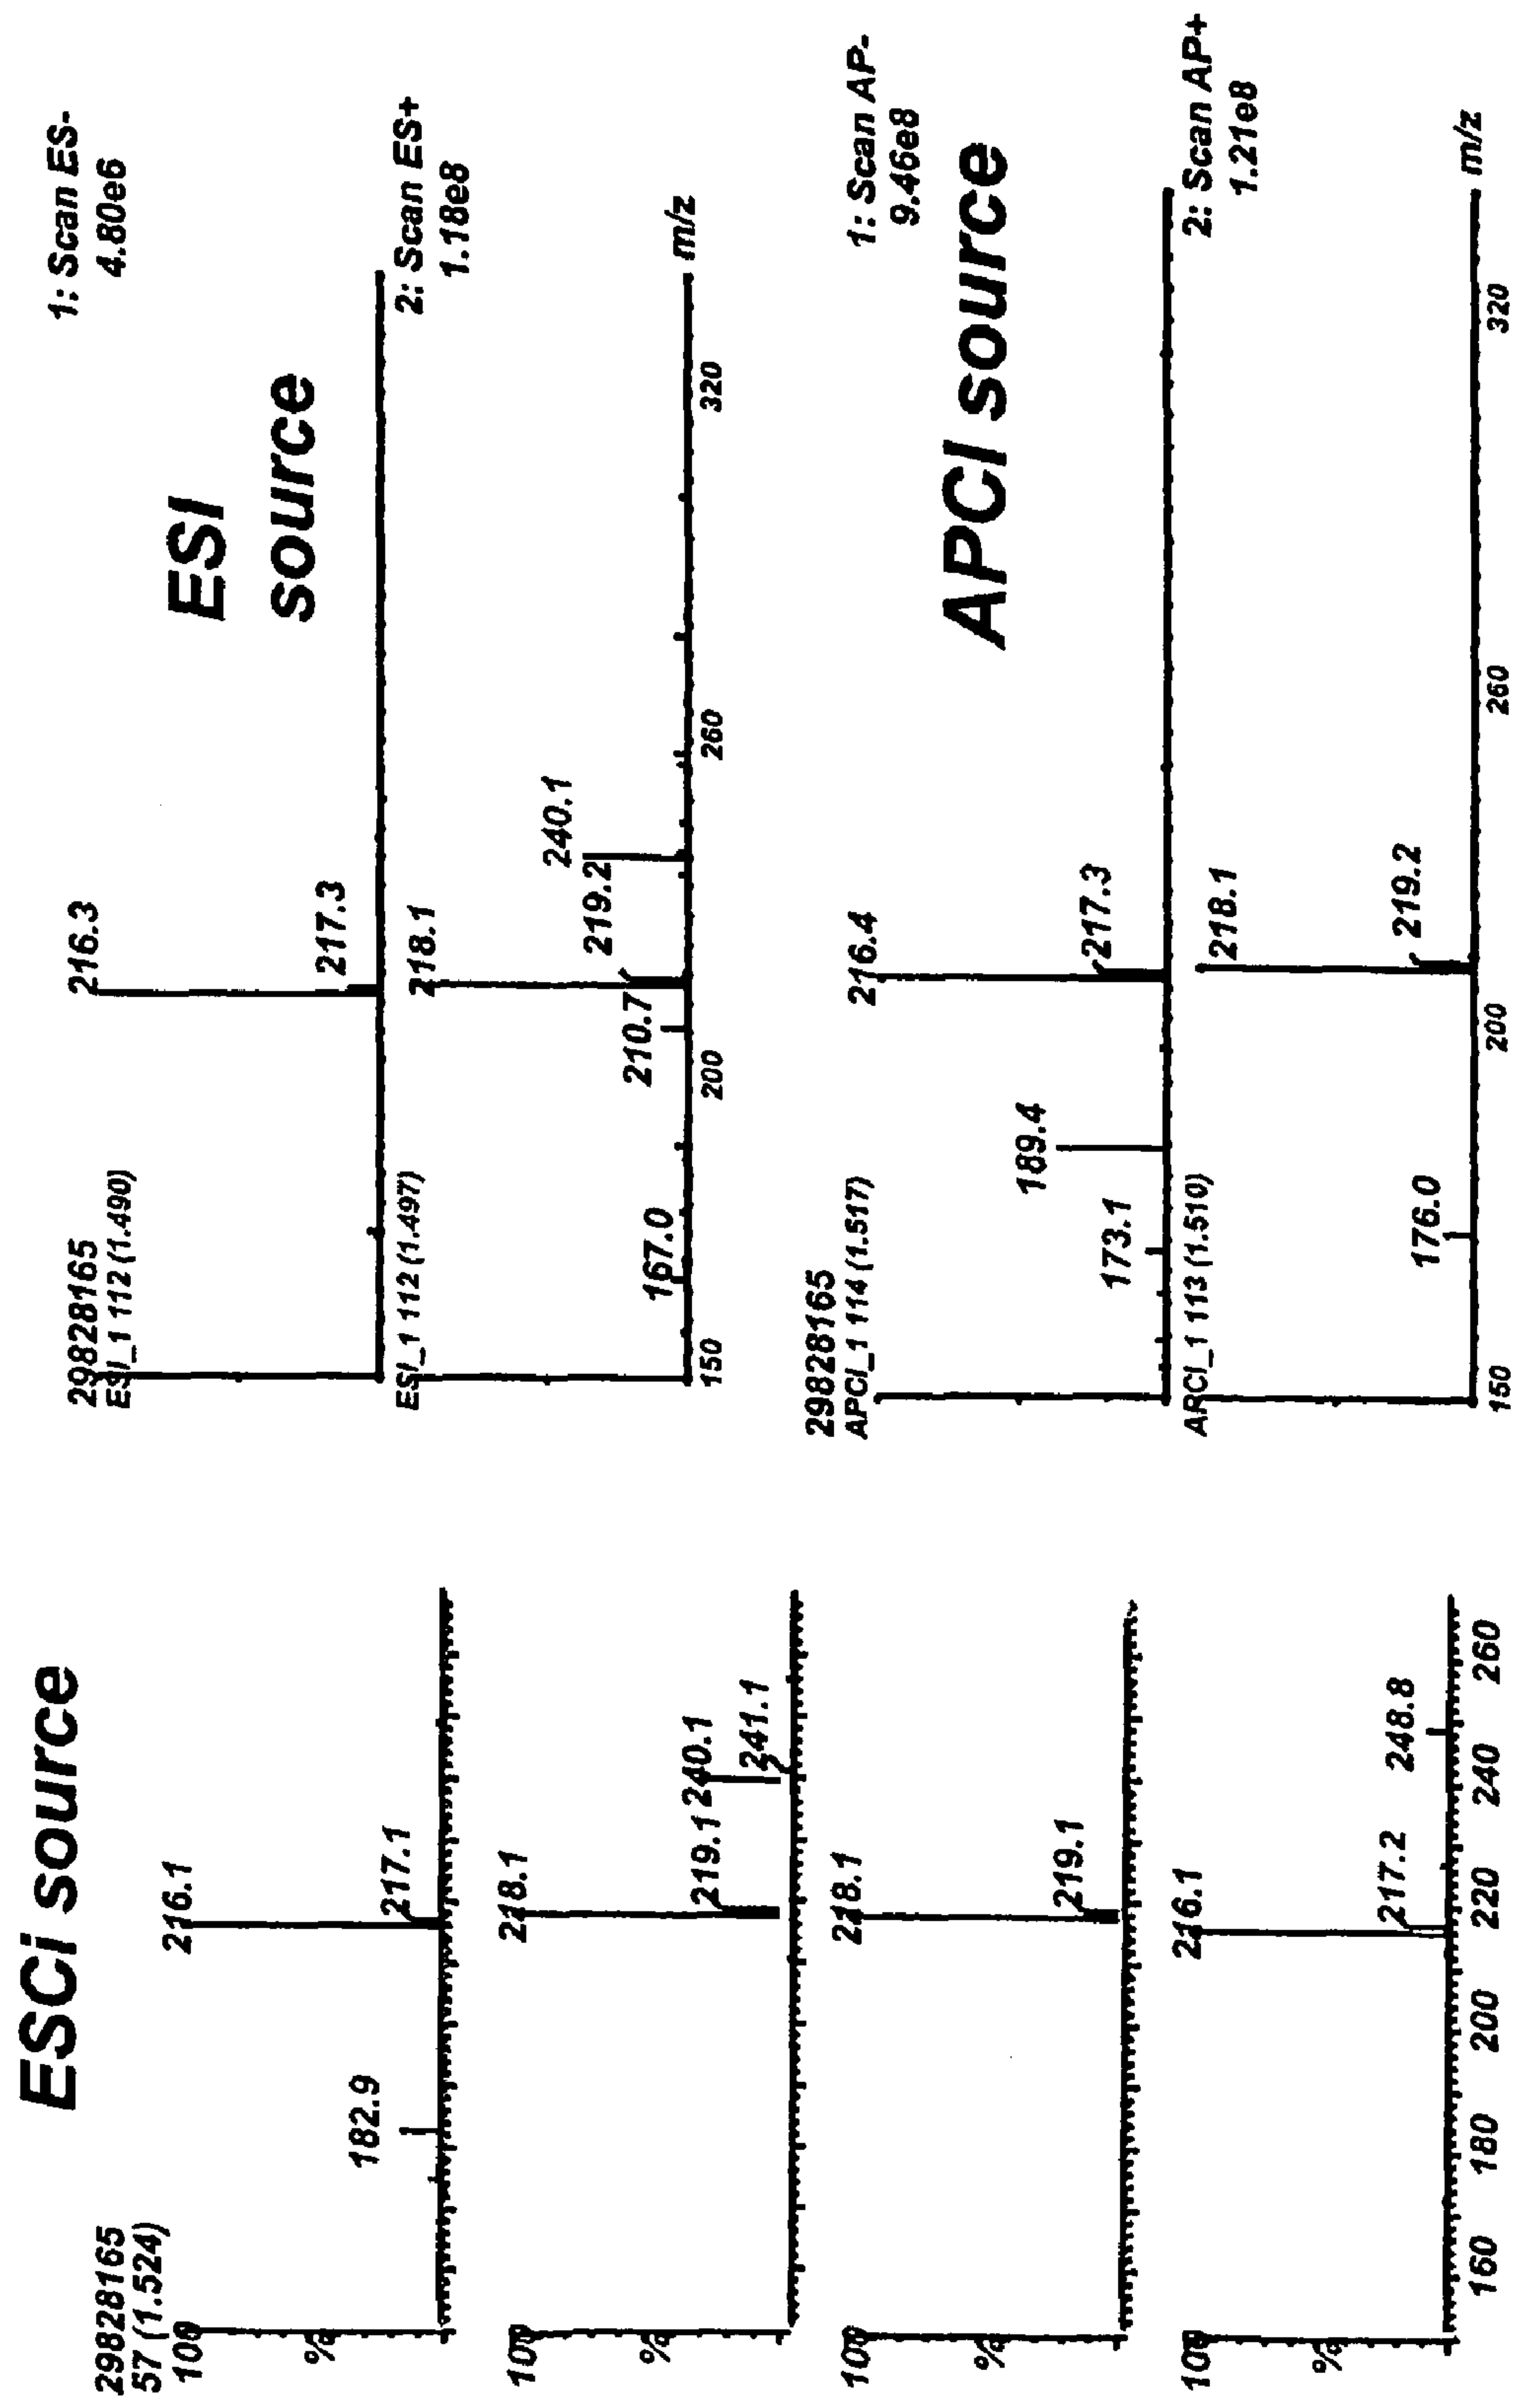 ESCi source
29828165
57 (1.524)
100
216.1
217.1
182.9
%
100
218.1
219.1
240.1
241.1
%
100
218.1
219.1
%
100
216.1
217.2
248.8
%
160 180 200 220 240 260
29828165
ESI_1 112 (1.490)
1: Scan ES-
4.80e6
216.3
217.3
ESI
source
ESI_1 112 (1.497)
2: Scan ES+
1.18e8
218.1
240.1
219.2
210.7
167.0
150 200 260 320 m/z
29828165
APCI_1 114 (1.517)
1: Scan AP-
9.46e8
216.4
217.3
189.4
173.1
APCI source
ARCI_1 113 (1.510)
2: Scan AP+
1.21e8
218.1
219.2
176.0
150 200 260 320 m/z